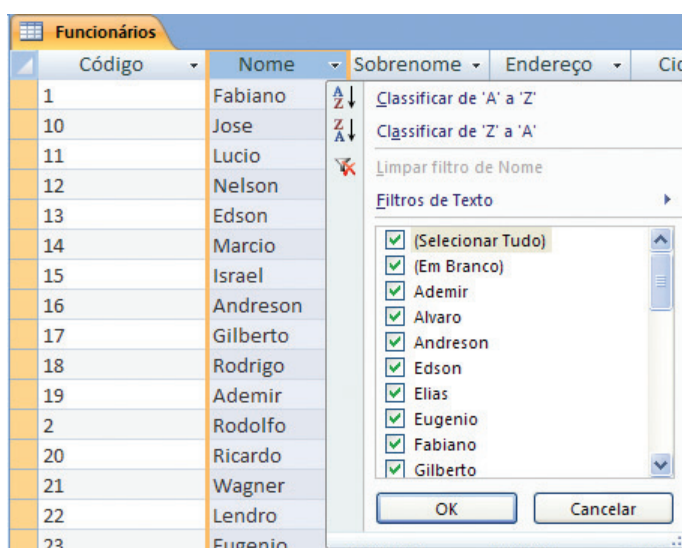 Funcionários
Código Nome Sobrenome Endereço Cid
1 Fabiano
10 Jose
11 Lucio
12 Nelson
13 Edson
14 Marcio
15 Israel
16 Andreson
17 Gilberto
18 Rodrigo
19 Ademir
2 Rodolfo
20 Ricardo
21 Wagner
22 Lendro
23 Eugenio
Classificar de 'A' a 'Z'
Classificar de 'Z' a 'A'
Limpar filtro de Nome
Filtros de Texto
(Selecionar Tudo)
(Em Branco)
Ademir
Alvaro
Andreson
Edson
Elias
Eugenio
Fabiano
Gilberto
OK Cancelar